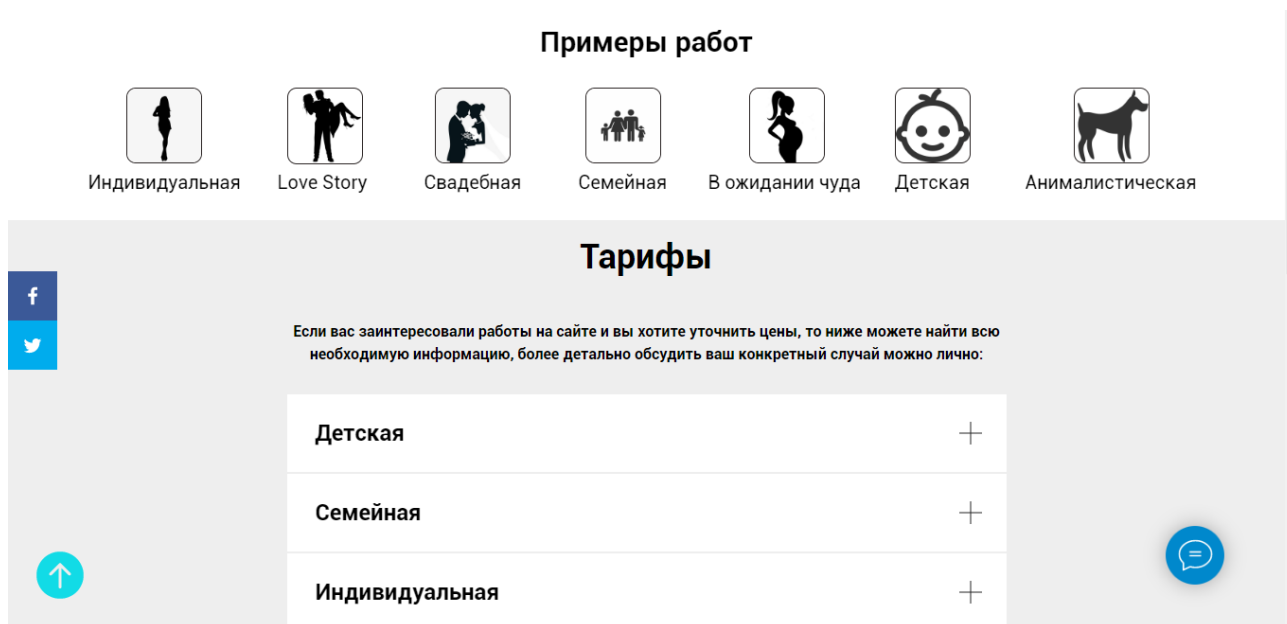 Примеры работ
Индивидуальная
Love Story
Свадебная
Семейная
В ожидании чуда
Детская
Анималистическая
Тарифы
Если вас заинтересовали работы на сайте и вы хотите уточнить цены, то ниже можете найти всю
необходимую информацию, более детально обсудить ваш конкретный случай можно лично:
Детская
Семейная
Индивидуальная